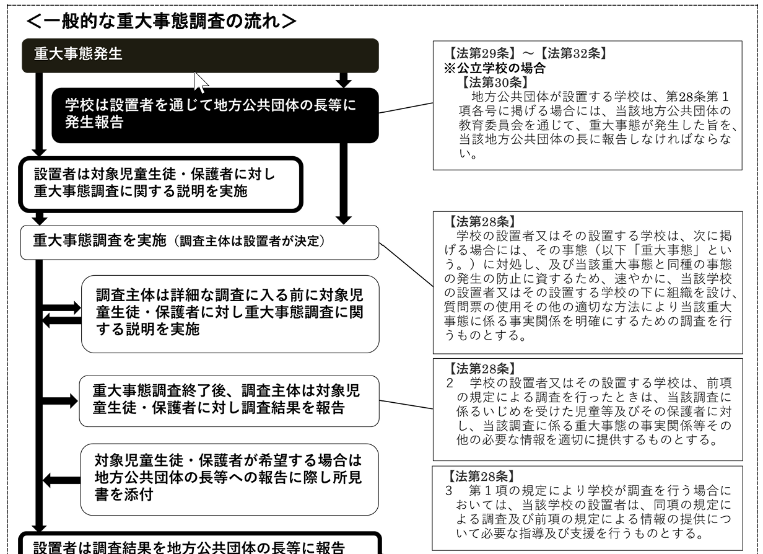 ＜一般的な重大事態調査の流れ＞
重大事態発生
学校は設置者を通じて地方公共団体の長等に
発生報告
設置者は対象児童生徒・保護者に対し
重大事態調査に関する説明を実施
重大事態調査を実施（調査主体は設置者が決定）
調査主体は詳細な調査に入る前に対象児
童生徒・保護者に対し重大事態調査に関
する説明を実施
重大事態調査終了後、調査主体は対象児
童生徒・保護者に対し調査結果を報告
対象児童生徒・保護者が希望する場合は
地方公共団体の長等への報告に際し所見
書を添付
設置者は調査結果を地方公共団体の長等に報告
【法第29条】～【法第32条】
※公立学校の場合
【法第30条】
地方公共団体が設置する学校は、第28条第１
項各号に掲げる場合には、当該地方公共団体の
教育委員会を通じて、重大事態が発生した旨を、
当該地方公共団体の長に報告しなければならな
い。
【法第28条】
学校の設置者又はその設置する学校は、次に掲
げる場合には、その事態（以下「重大事態」とい
う。）に対処し、及び当該重大事態と同種の事態
の発生の防止に資するため、速やかに、当該学校
の設置者又はその設置する学校の下に組織を設け、
質問票の使用その他の適切な方法により当該重大
事態に係る事実関係を明確にするための調査を行
うものとする。
【法第28条】
２　学校の設置者又はその設置する学校は、前項
の規定による調査を行ったときは、当該調査に
係るいじめを受けた児童等及びその保護者に対
し、当該調査に係る重大事態の事実関係等その
他の必要な情報を適切に提供するものとする。
【法第28条】
３　第１項の規定により学校が調査を行う場合に
おいては、当該学校の設置者は、同項の規定に
よる調査及び前項の規定による情報の提供につ
いて必要な指導及び支援を行うものとする。